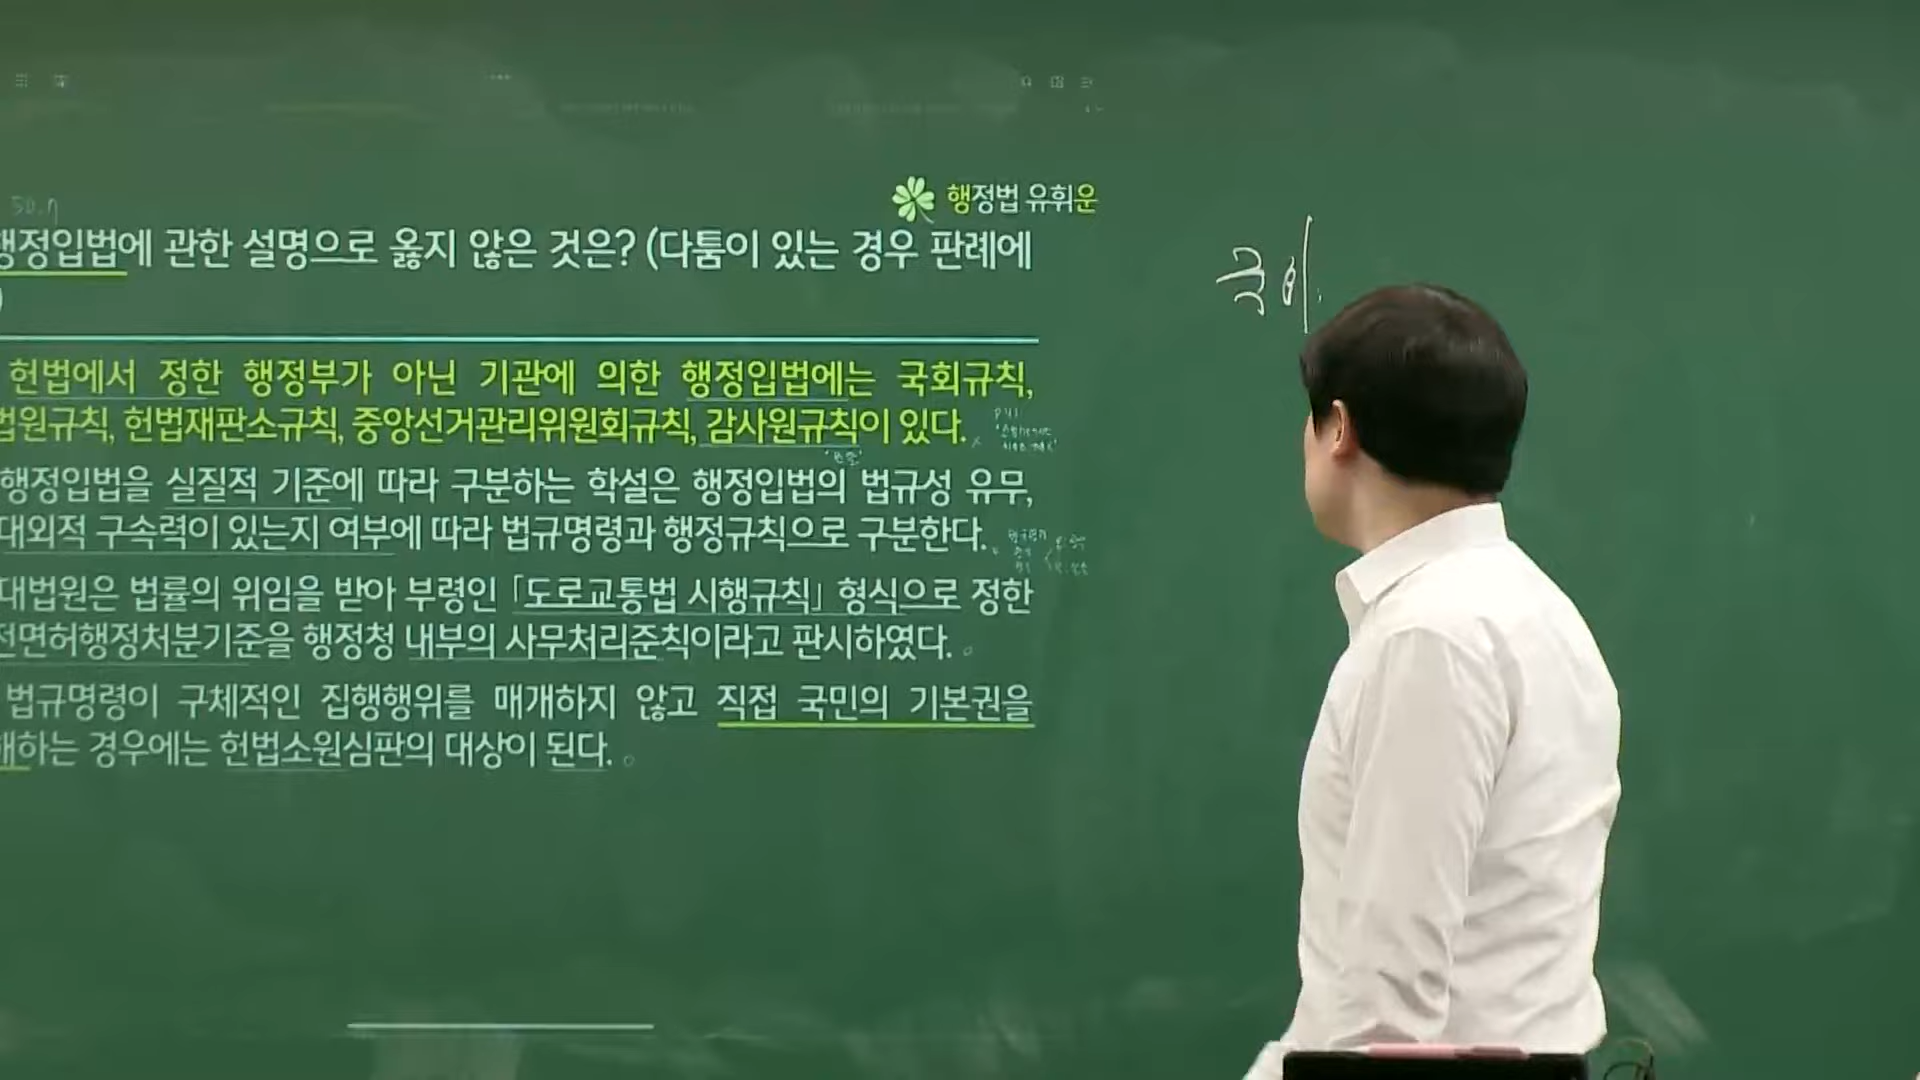 행정법 유휘운
행정입법에 관한 설명으로 옳지 않은 것은? (다툼이 있는 경우 판례에
)
헌법에서 정한 행정부가 아닌 기관에 의한 행정입법에는 국회규칙,
법원규칙, 헌법재판소규칙, 중앙선거관리위원회규칙, 감사원규칙이 있다.
행정입법을 실질적 기준에 따라 구분하는 학설은 행정입법의 법규성 유무,
대외적 구속력이 있는지 여부에 따라 법규명령과 행정규칙으로 구분한다.
대법원은 법률의 위임을 받아 부령인 「도로교통법 시행규칙」 형식으로 정한
전면허행정처분기준을 행정청 내부의 사무처리준칙이라고 판시하였다.
법규명령이 구체적인 집행행위를 매개하지 않고 직접 국민의 기본권을
해하는 경우에는 헌법소원심판의 대상이 된다.